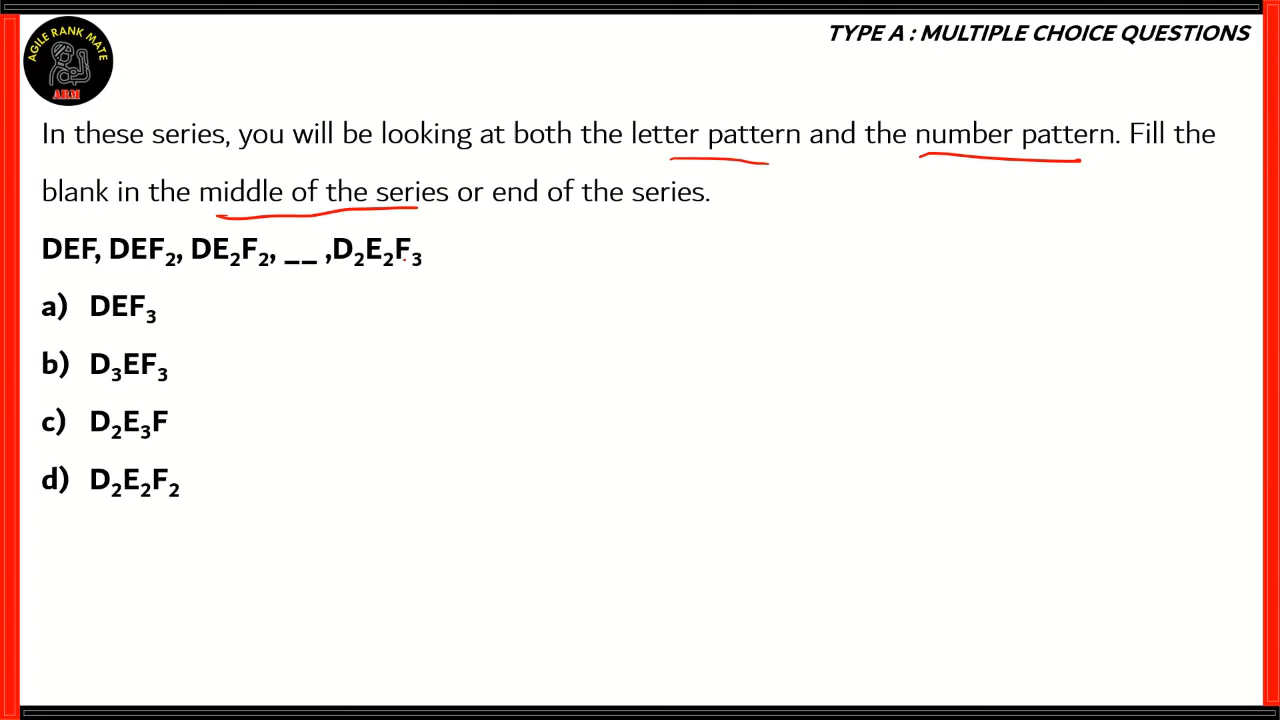 AGILE RANK MATE
ARM
TYPE A : MULTIPLE CHOICE QUESTIONS
In these series, you will be looking at both the letter pattern and the number pattern. Fill the
blank in the middle of the series or end of the series.
DEF, DEF₂, DE₂F₂, __ ,D₂E₂F₃
a) DEF₃
b) D₃EF₃
c) D₂E₃F
d) D₂E₂F₂